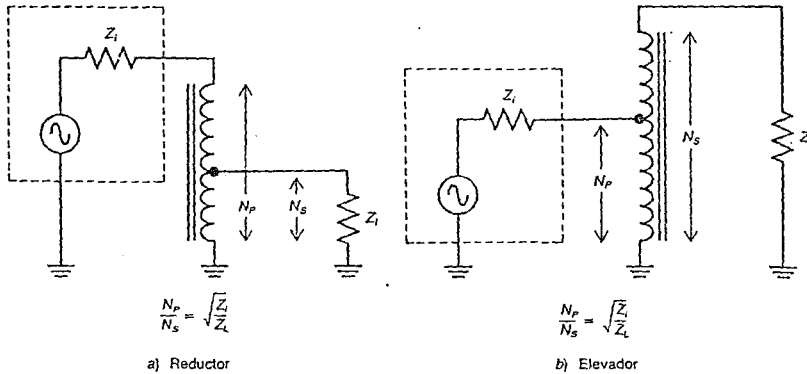 Z_i
N_P
N_S
Z_l
N_P/N_S = √(Z_i/Z_L)
a) Reductor
Z_i
N_P
N_S
Z
N_P/N_S = √(Z_i/Z_L)
b) Elevador